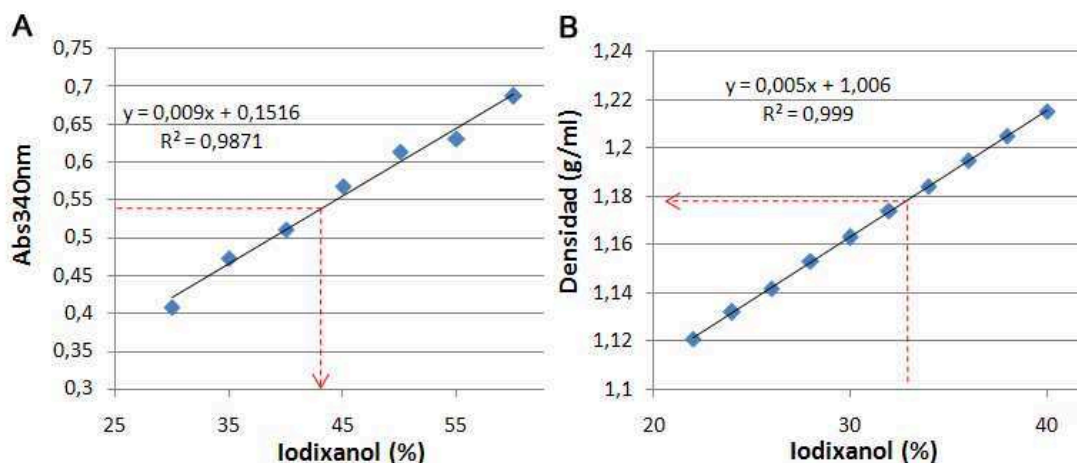 A
Abs340nm
0,75
0,7
0,65
0,6
0,55
0,5
0,45
0,4
0,35
0,3
y = 0,009x + 0,1516
R² = 0,9871
25 35 45 55
Iodixanol (%)
B
Densidad (g/ml)
1,24
1,22
1,2
1,18
1,16
1,14
1,12
1,1
y = 0,005x + 1,006
R² = 0,999
20 30 40
Iodixanol (%)